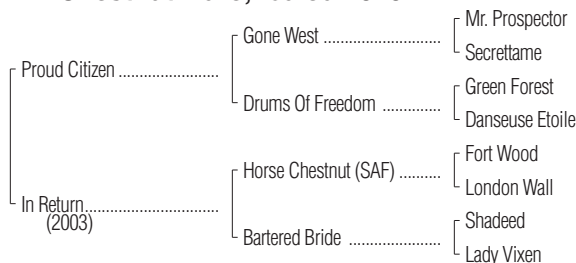 Mr. Prospector
Gone West
Secrettame
Proud Citizen
Green Forest
Drums Of Freedom
Danseuse Etoile
Fort Wood
Horse Chestnut (SAF)
London Wall
In Return
(2003)
Shadeed
Bartered Bride
Lady Vixen